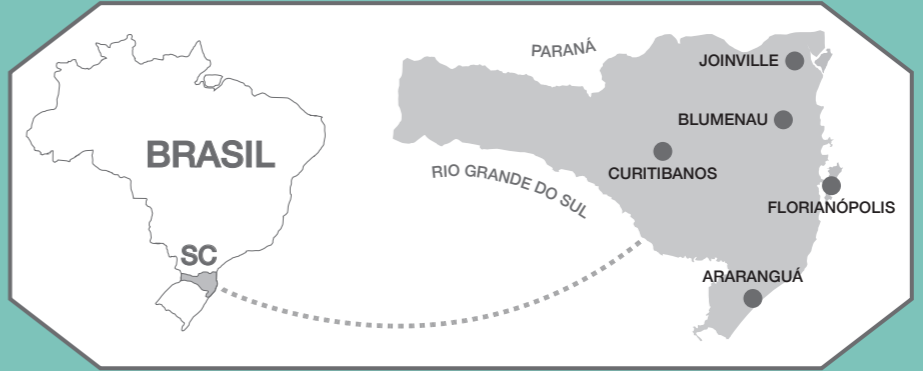 BRASIL
SC
PARANÁ
RIO GRANDE DO SUL
JOINVILLE
BLUMENAU
CURITIBANOS
FLORIANÓPOLIS
ARARANGUÁ